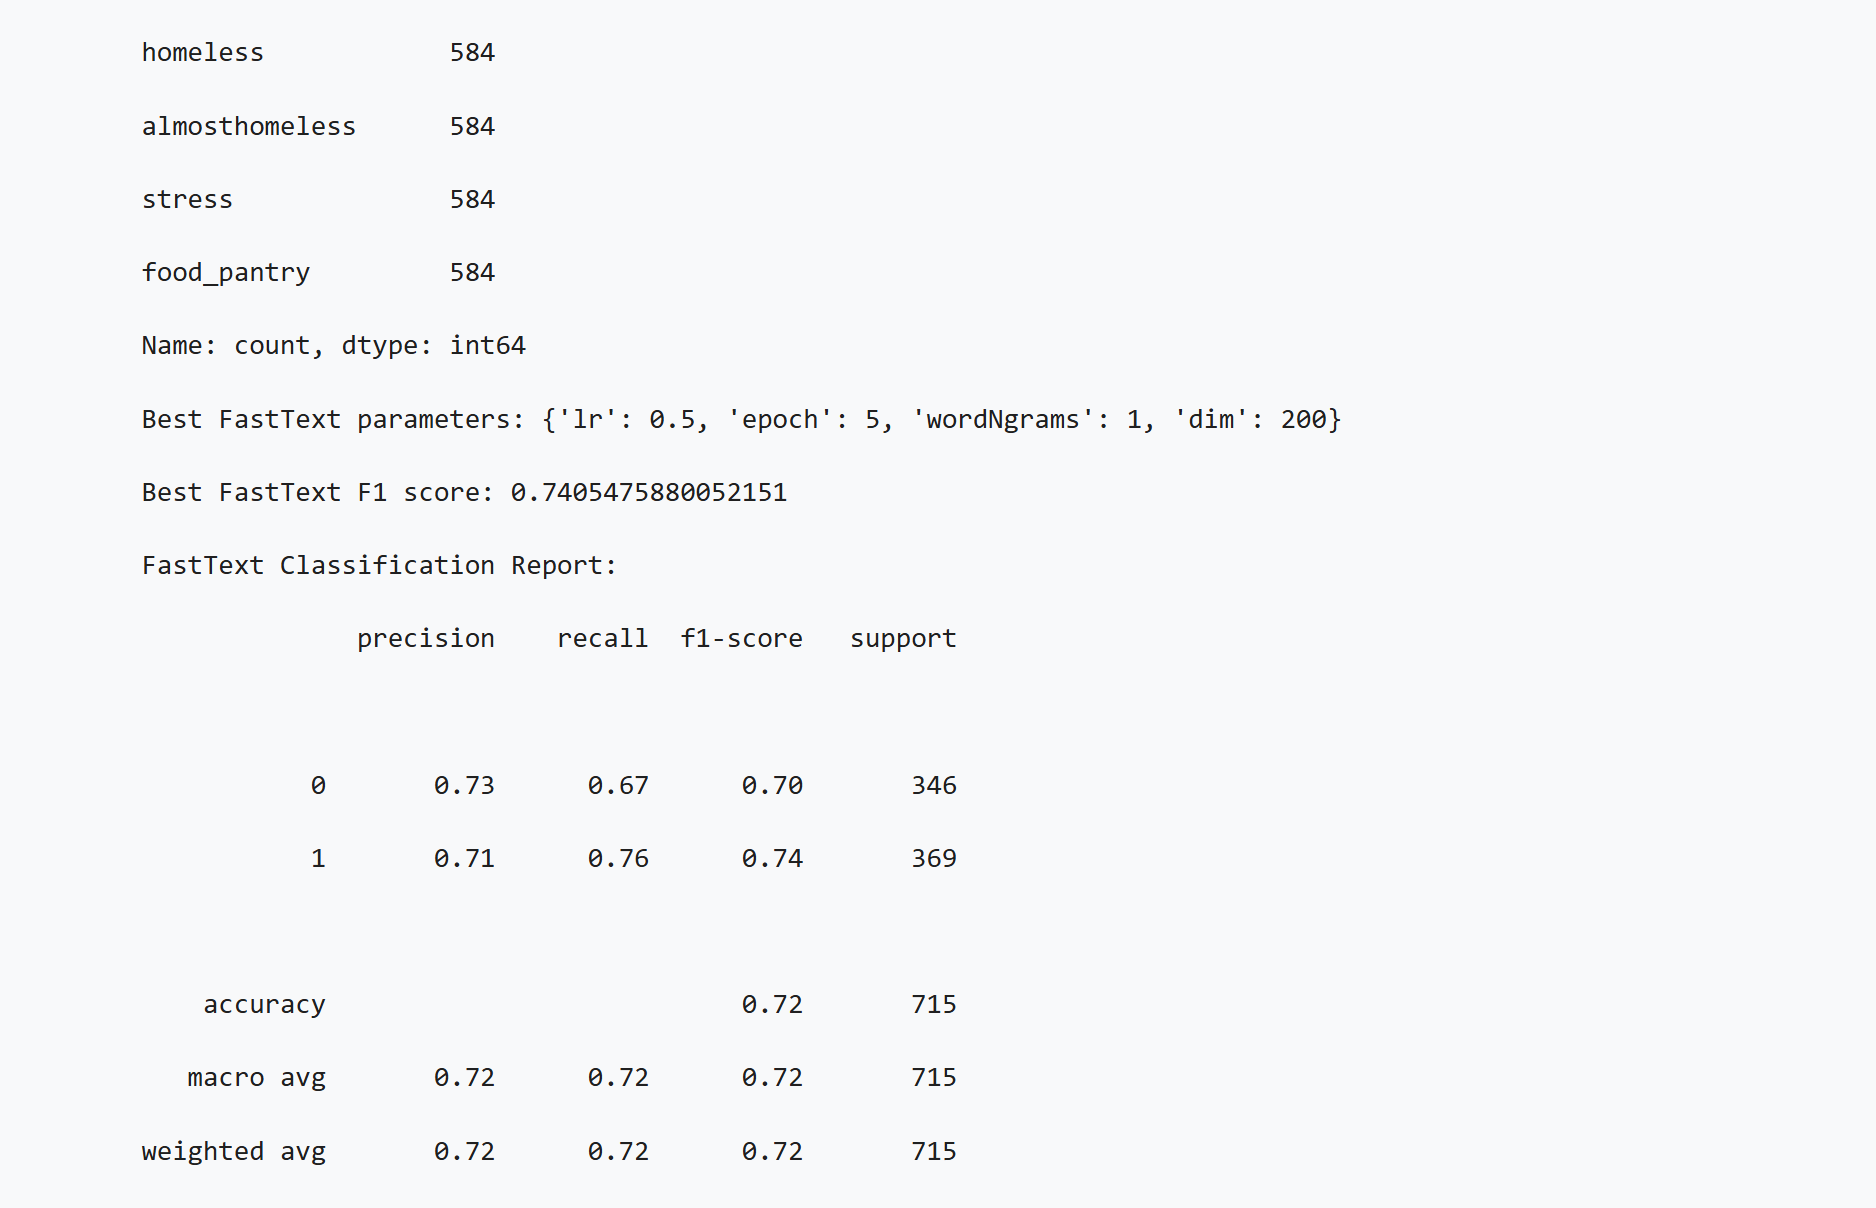 homeless            584
almosthomeless      584
stress              584
food_pantry         584
Name: count, dtype: int64
Best FastText parameters: {'lr': 0.5, 'epoch': 5, 'wordNgrams': 1, 'dim': 200}
Best FastText F1 score: 0.7405475880052151
FastText Classification Report:
              precision    recall  f1-score   support
           0       0.73      0.67      0.70       346
           1       0.71      0.76      0.74       369
    accuracy                           0.72       715
   macro avg       0.72      0.72      0.72       715
weighted avg       0.72      0.72      0.72       715